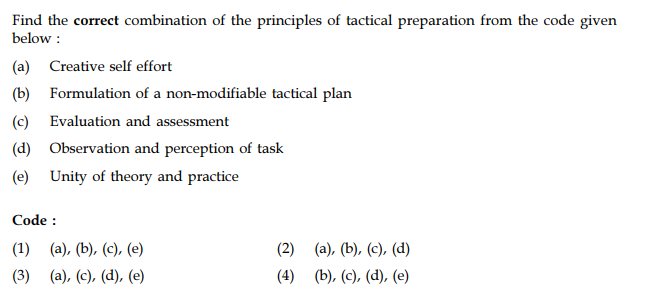 Find the correct combination of the principles of tactical preparation from the code given
below :
(a) Creative self effort
(b) Formulation of a non-modifiable tactical plan
(c) Evaluation and assessment
(d) Observation and perception of task
(e) Unity of theory and practice
Code :
(1) (a), (b), (c), (e) (2) (a), (b), (c), (d)
(3) (a), (c), (d), (e) (4) (b), (c), (d), (e)